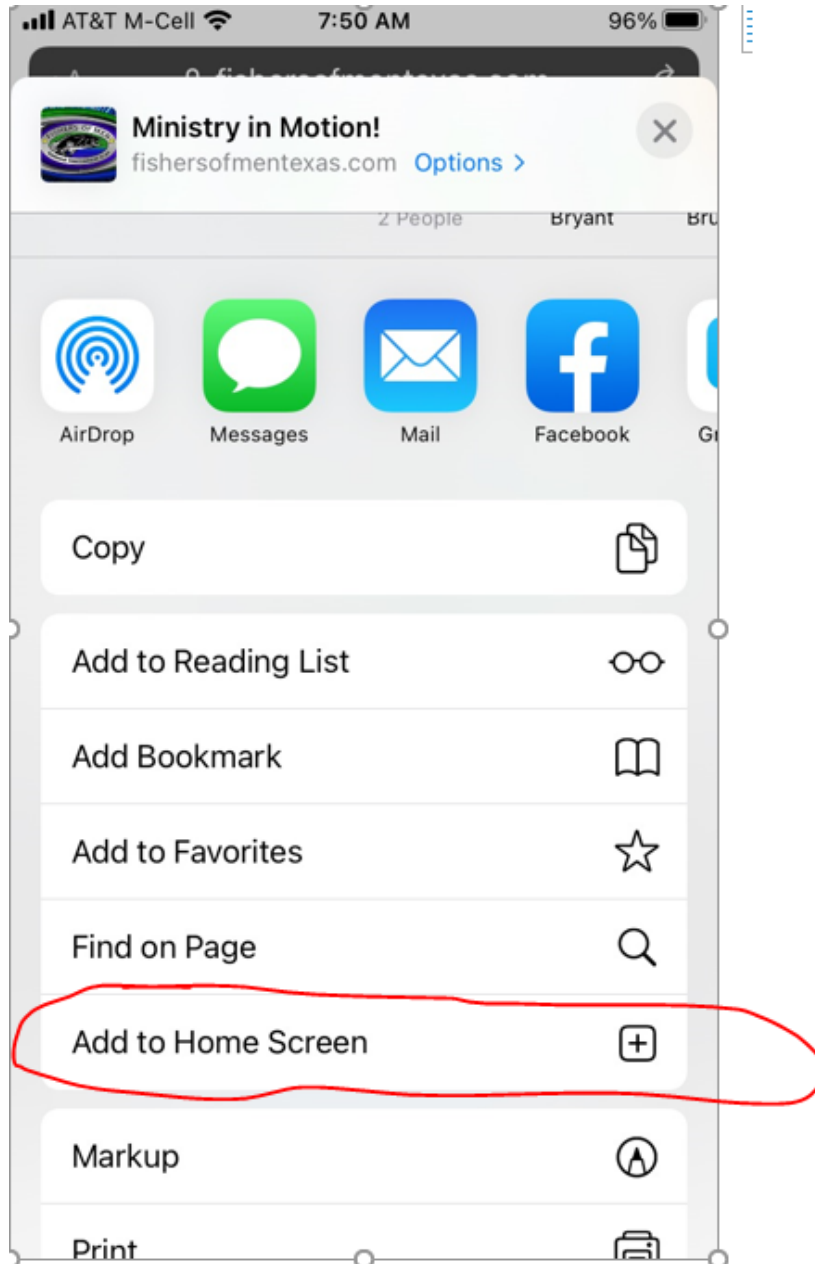 AT&T M-Cell 7:50 AM 96%
Ministry in Motion!
fishersofmentexas.com Options >
2 People Bryant Bru
AirDrop Messages Mail Facebook
Copy
Add to Reading List
Add Bookmark
Add to Favorites
Find on Page
Add to Home Screen
Markup
Print